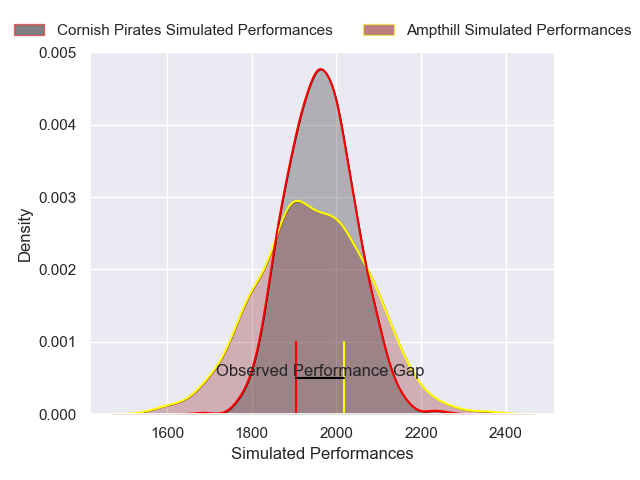 Cornish Pirates Simulated Performances Ampthill Simulated Performances
0.005
0.004
0.003
0.002
0.001
0.000
Density
Observed Performance Gap
1600 1800 2000 2200 2400
Simulated Performances